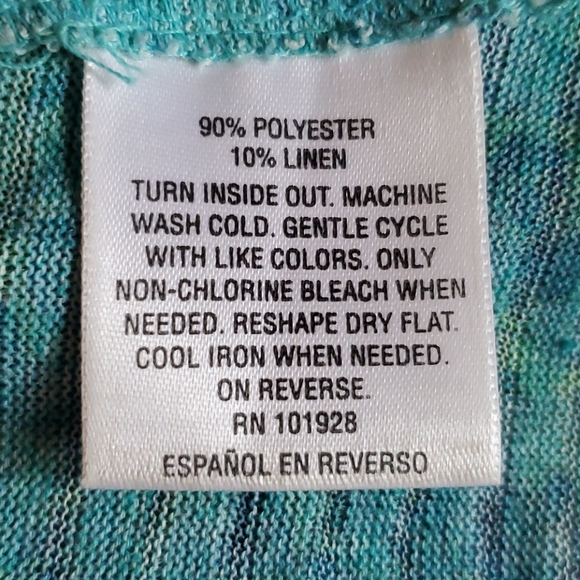 90% POLYESTER
10% LINEN
TURN INSIDE OUT. MACHINE
WASH COLD. GENTLE CYCLE
WITH LIKE COLORS. ONLY
NON-CHLORINE BLEACH WHEN
NEEDED. RESHAPE DRY FLAT.
COOL IRON WHEN NEEDED.
ON REVERSE.
RN 101928
ESPAÑOL EN REVERSO